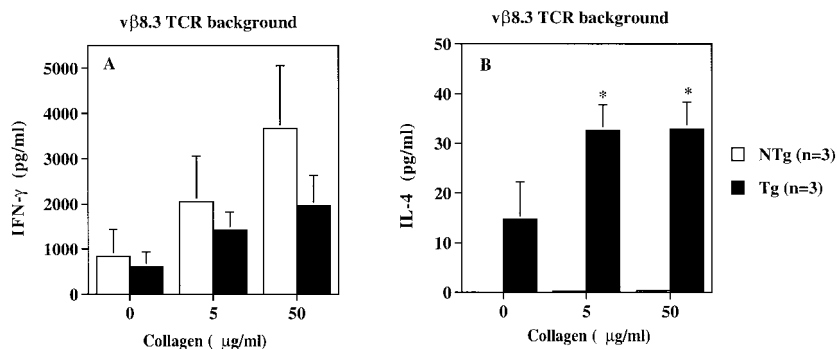 vβ8.3 TCR background
A
IFN-γ (pg/ml)
5000
4000
3000
2000
1000
0
0 5 50
Collagen ( μg/ml)
vβ8.3 TCR background
B
IL-4 (pg/ml)
50
40
30
20
10
0
* *
0 5 50
Collagen ( μg/ml)
NTg (n=3)
Tg (n=3)